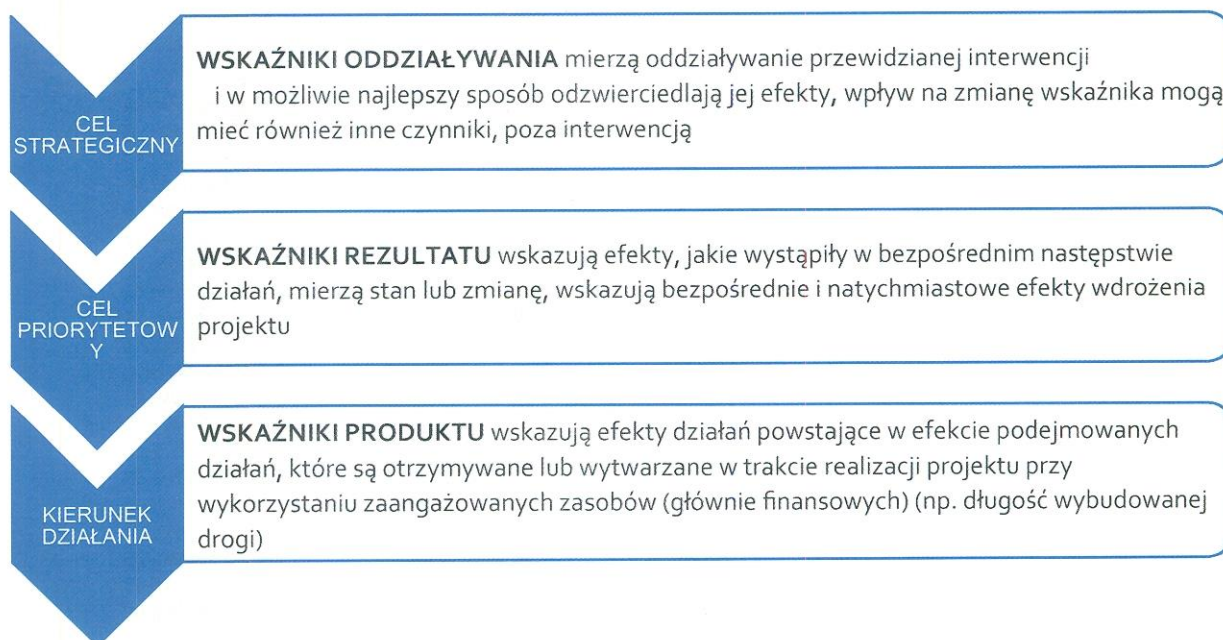 CEL
STRATEGICZNY
WSKAŹNIKI ODDZIAŁYWANIA mierzą oddziaływanie przewidzianej interwencji
i w możliwie najlepszy sposób odzwierciedlają jej efekty, wpływ na zmianę wskaźnika mogą
mieć również inne czynniki, poza interwencją
CEL
PRIORYTETOW
Y
WSKAŹNIKI REZULTATU wskazują efekty, jakie wystąpiły w bezpośrednim następstwie
działań, mierzą stan lub zmianę, wskazują bezpośrednie i natychmiastowe efekty wdrożenia
projektu
KIERUNEK
DZIAŁANIA
WSKAŹNIKI PRODUKTU wskazują efekty działań powstające w efekcie podejmowanych
działań, które są otrzymywane lub wytwarzane w trakcie realizacji projektu przy
wykorzystaniu zaangażowanych zasobów (głównie finansowych) (np. długość wybudowanej
drogi)